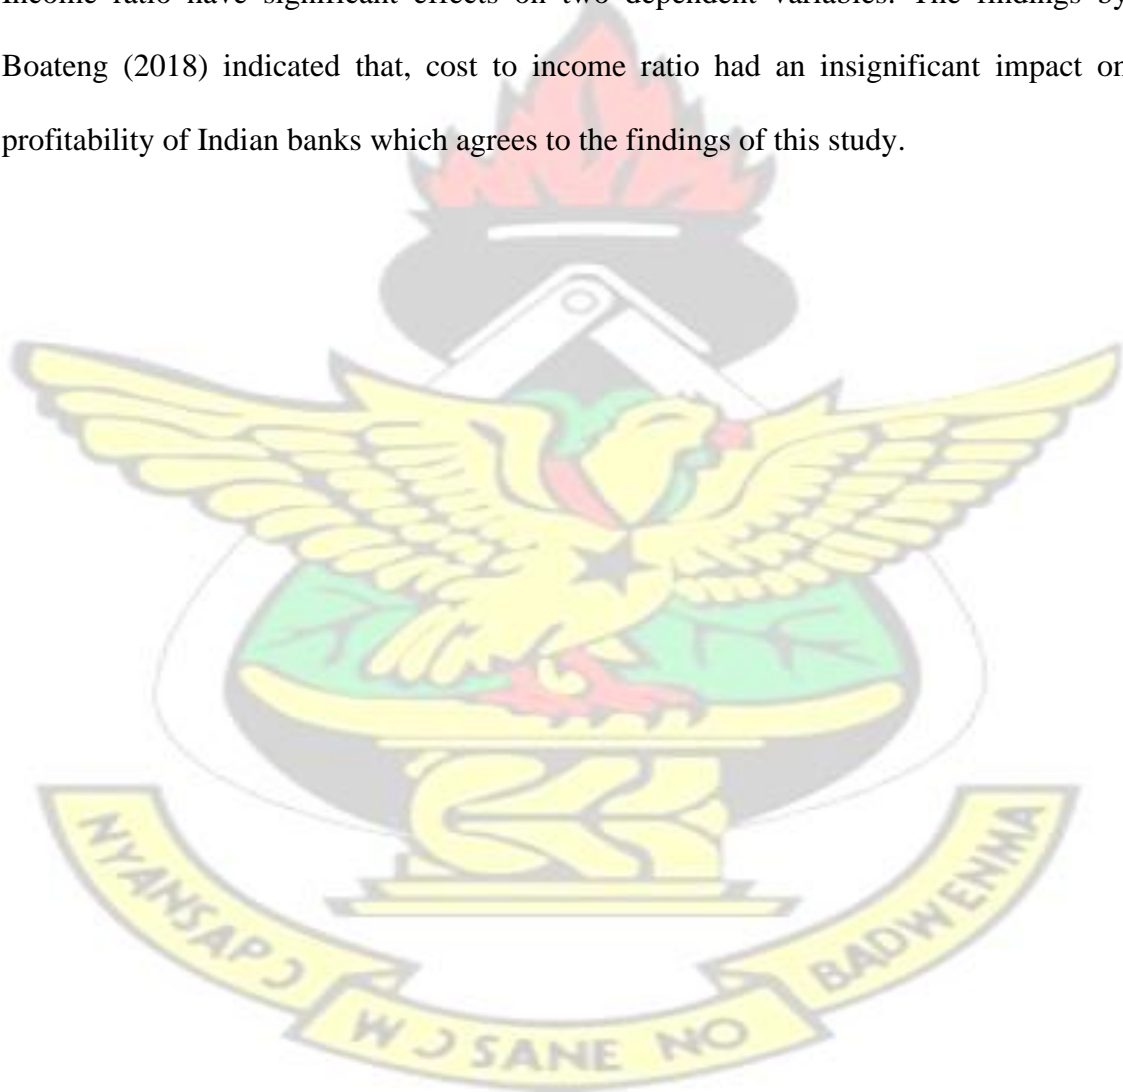 Income ratio have significant effects on two dependent variables. The findings by
Boateng (2018) indicated that, cost to income ratio had an insignificant impact on
profitability of Indian banks which agrees to the findings of this study.
NYANSAPƆ
WƆSANE NO
BADWENMA